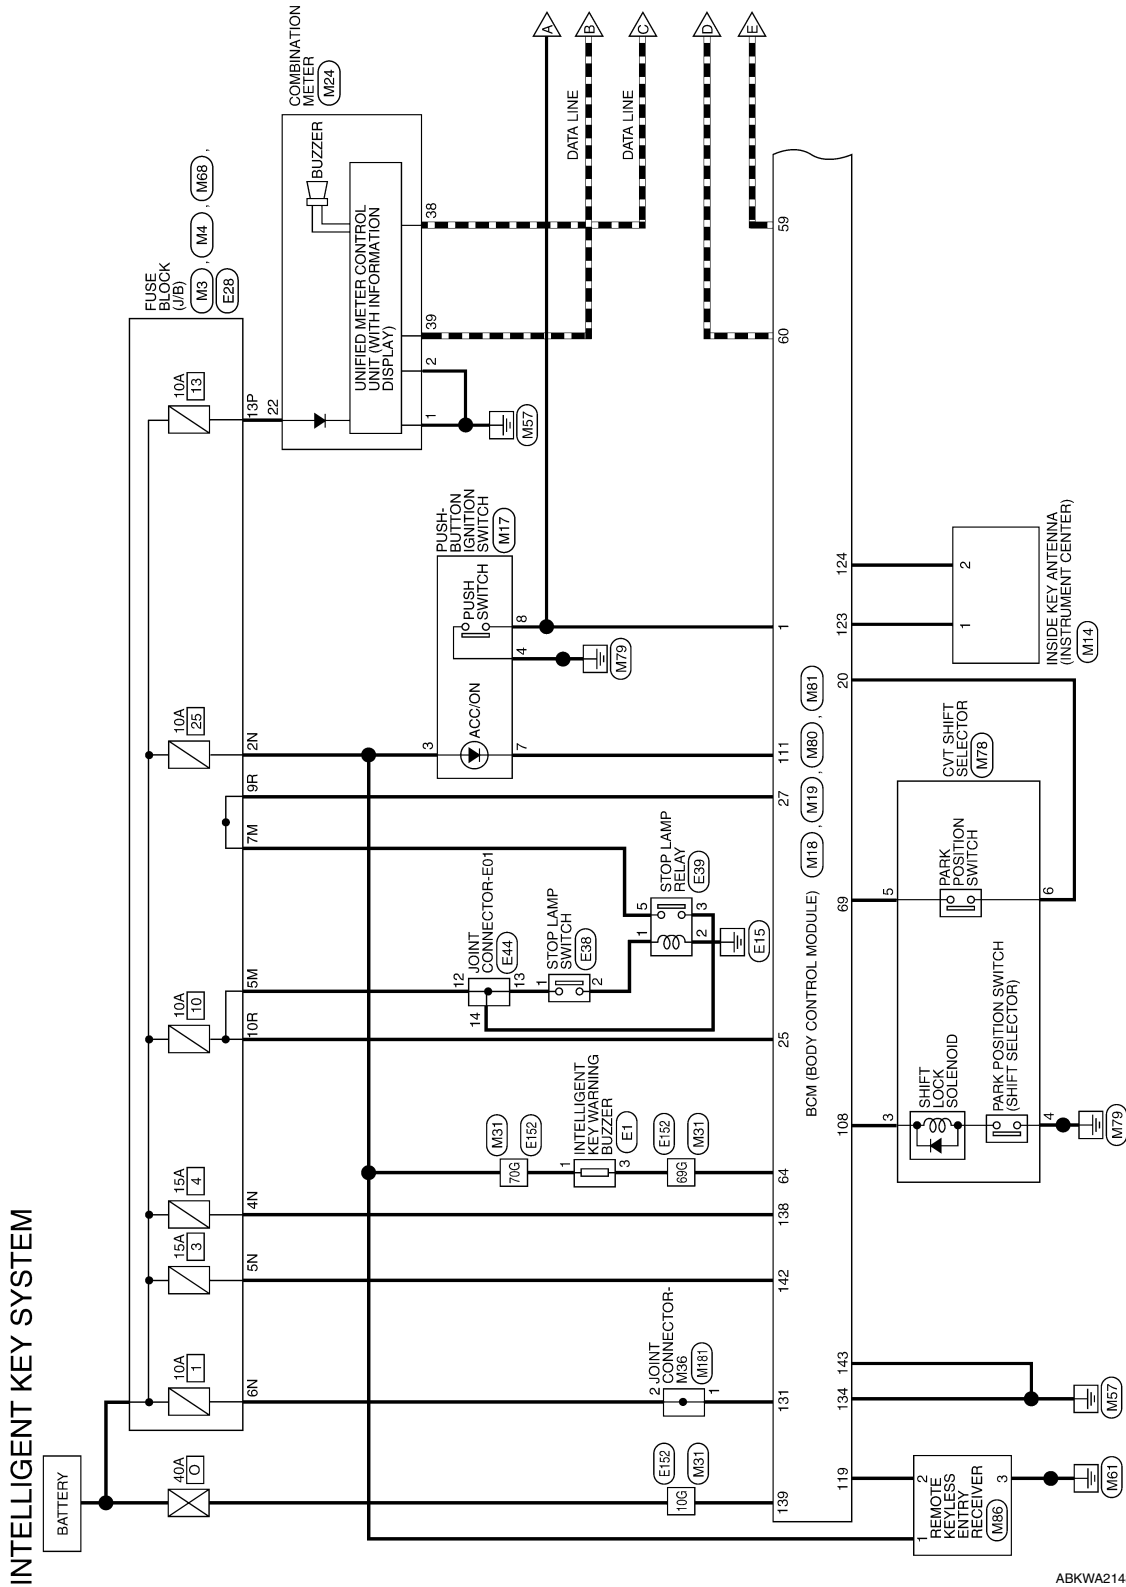 INTELLIGENT KEY SYSTEM
BATTERY
40A
O
10A
1
15A
3
15A
4
10A
10
10A
25
10A
13
FUSE
BLOCK
(J/B)
M3 , M4 , M68 ,
E28
6N
5N
4N
10R
5M
7M
9R
2N
13P
22
COMBINATION
METER
M24
BUZZER
UNIFIED METER CONTROL
UNIT (WITH INFORMATION
DISPLAY)
1
2
39
38
M57
DATA LINE
DATA LINE
A
B
C
D
E
PUSH-
BUTTON
IGNITION
SWITCH
M17
3
ACC/ON
PUSH
SWITCH
7
4
8
M79
12
JOINT
CONNECTOR-E01
E44
14
13
1
STOP LAMP
SWITCH
E38
2
STOP LAMP
RELAY
E39
1
5
2
3
E15
M31
E152
70G
1
INTELLIGENT
KEY WARNING
BUZZER
E1
3
E152
M31
69G
2
JOINT
CONNECTOR-
M36
M181
1
E152
M31
10G
139
131
142
138
64
25
27
111
1
60
59
BCM (BODY CONTROL MODULE)
M18 , M19 , M80 , M81
119
134
143
108
69
20
123
124
1
2
REMOTE
KEYLESS
ENTRY
RECEIVER
M86
3
M61
M57
3
SHIFT
LOCK
SOLENOID
PARK POSITION SWITCH
(SHIFT SELECTOR)
4
M79
5
PARK
POSITION
SWITCH
6
CVT SHIFT
SELECTOR
M78
1
2
INSIDE KEY ANTENNA
(INSTRUMENT CENTER)
M14